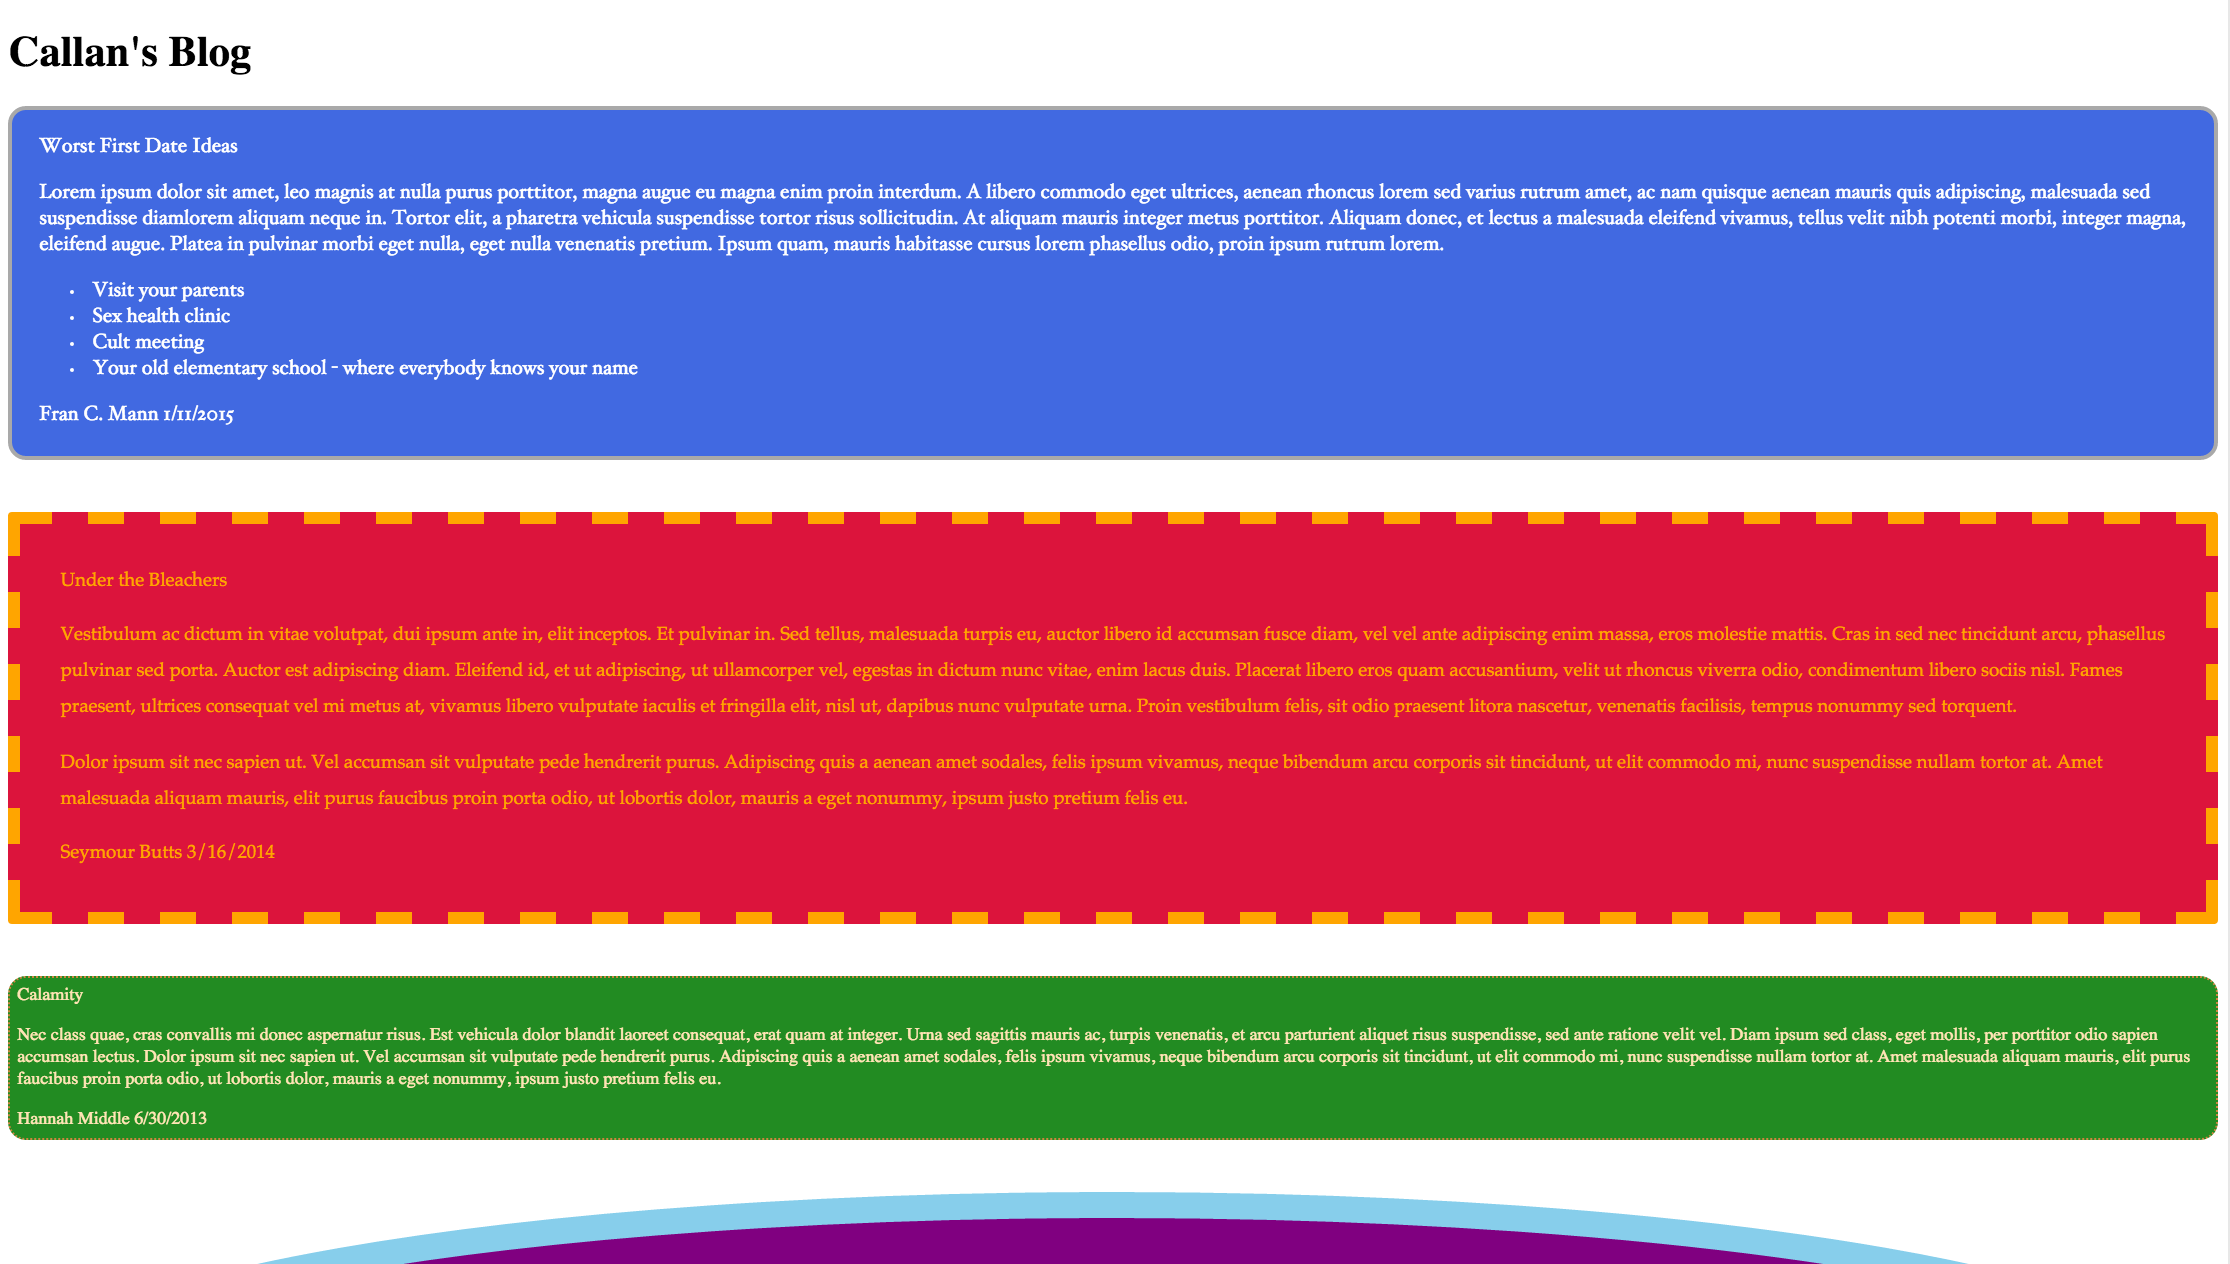 Callan's Blog
Worst First Date Ideas
Lorem ipsum dolor sit amet, leo magnis at nulla purus porttitor, magna augue eu magna enim proin interdum. A libero commodo eget ultrices, aenean rhoncus lorem sed varius rutrum amet, ac nam quisque aenean mauris quis adipiscing, malesuada sed
suspendisse diamlorem aliquam neque in. Tortor elit, a pharetra vehicula suspendisse tortor risus sollicitudin. At aliquam mauris integer metus porttitor. Aliquam donec, et lectus a malesuada eleifend vivamus, tellus velit nibh potenti morbi, integer magna,
eleifend augue. Platea in pulvinar morbi eget nulla, eget nulla venenatis pretium. Ipsum quam, mauris habitasse cursus lorem phasellus odio, proin ipsum rutrum lorem.
• Visit your parents
• Sex health clinic
• Cult meeting
• Your old elementary school - where everybody knows your name
Fran C. Mann 1/11/2015
Under the Bleachers
Vestibulum ac dictum in vitae volutpat, dui ipsum ante in, elit inceptos. Et pulvinar in. Sed tellus, malesuada turpis eu, auctor libero id accumsan fusce diam, vel vel ante adipiscing enim massa, eros molestie mattis. Cras in sed nec tincidunt arcu, phasellus
pulvinar sed porta. Auctor est adipiscing diam. Eleifend id, et ut adipiscing, ut ullamcorper vel, egestas in dictum nunc vitae, enim lacus duis. Placerat libero eros quam accusantium, velit ut rhoncus viverra odio, condimentum libero sociis nisl. Fames
praesent, ultrices consequat vel mi metus at, vivamus libero vulputate iaculis et fringilla elit, nisl ut, dapibus nunc vulputate urna. Proin vestibulum felis, sit odio praesent litora nascetur, venenatis facilisis, tempus nonummy sed torquent.
Dolor ipsum sit nec sapien ut. Vel accumsan sit vulputate pede hendrerit purus. Adipiscing quis a aenean amet sodales, felis ipsum vivamus, neque bibendum arcu corporis sit tincidunt, ut elit commodo mi, nunc suspendisse nullam tortor at. Amet
malesuada aliquam mauris, elit purus faucibus proin porta odio, ut lobortis dolor, mauris a eget nonummy, ipsum justo pretium felis eu.
Seymour Butts 3/16/2014
Calamity
Nec class quae, cras convallis mi donec aspernatur risus. Est vehicula dolor blandit laoreet consequat, erat quam at integer. Urna sed sagittis mauris ac, turpis venenatis, et arcu parturient aliquet risus suspendisse, sed ante ratione velit vel. Diam ipsum sed class, eget mollis, per porttitor odio sapien
accumsan lectus. Dolor ipsum sit nec sapien ut. Vel accumsan sit vulputate pede hendrerit purus. Adipiscing quis a aenean amet sodales, felis ipsum vivamus, neque bibendum arcu corporis sit tincidunt, ut elit commodo mi, nunc suspendisse nullam tortor at. Amet malesuada aliquam mauris, elit purus
faucibus proin porta odio, ut lobortis dolor, mauris a eget nonummy, ipsum justo pretium felis eu.
Hannah Middle 6/30/2013